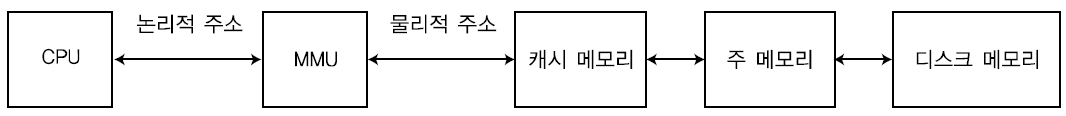 논리적 주소
물리적 주소
CPU
MMU
캐시 메모리
주 메모리
디스크 메모리